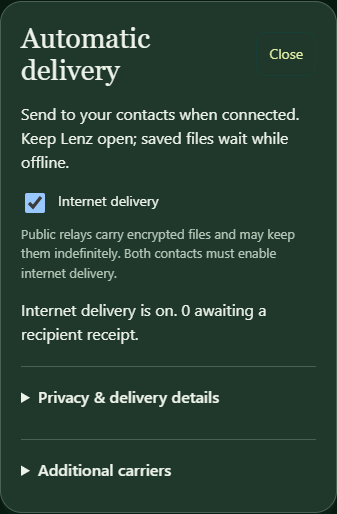 Automatic
delivery
Close
Send to your contacts when connected.
Keep Lenz open; saved files wait while
offline.
Internet delivery
Public relays carry encrypted files and may keep
them indefinitely. Both contacts must enable
internet delivery.
Internet delivery is on. 0 awaiting a
recipient receipt.
Privacy & delivery details
Additional carriers